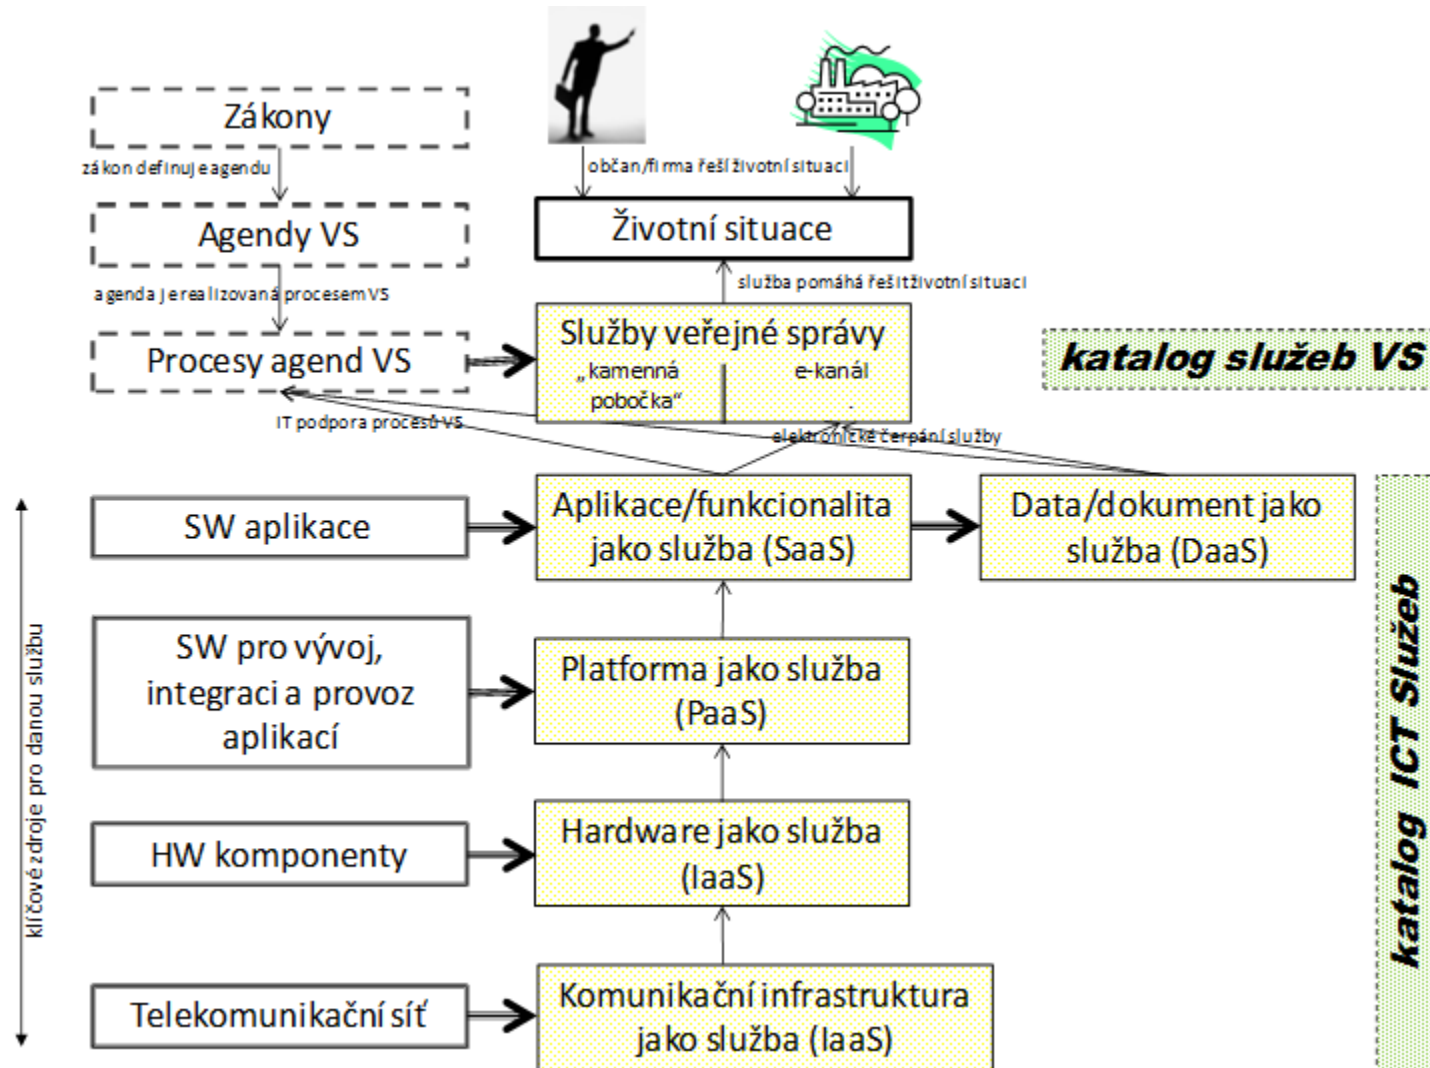 Zákony
zákon definuje agendu
občan/firma řeší životní situaci
Agendy VS
Životní situace
agenda je realizovaná procesem VS
služba pomáhá řešit životní situaci
Procesy agend VS
Služby veřejné správy
„kamenná
pobočka“
e-kanál
.
katalog služeb VS
IT podpora procesů VS
elektronické čerpání služby
SW aplikace
Aplikace/funkcionalita
jako služba (SaaS)
Data/dokument jako
služba (DaaS)
SW pro vývoj,
integraci a provoz
aplikací
Platforma jako služba
(PaaS)
HW komponenty
Hardware jako služba
(IaaS)
Telekomunikační síť
Komunikační infrastruktura
jako služba (IaaS)
klíčové zdroje pro danou službu
katalog ICT Služeb